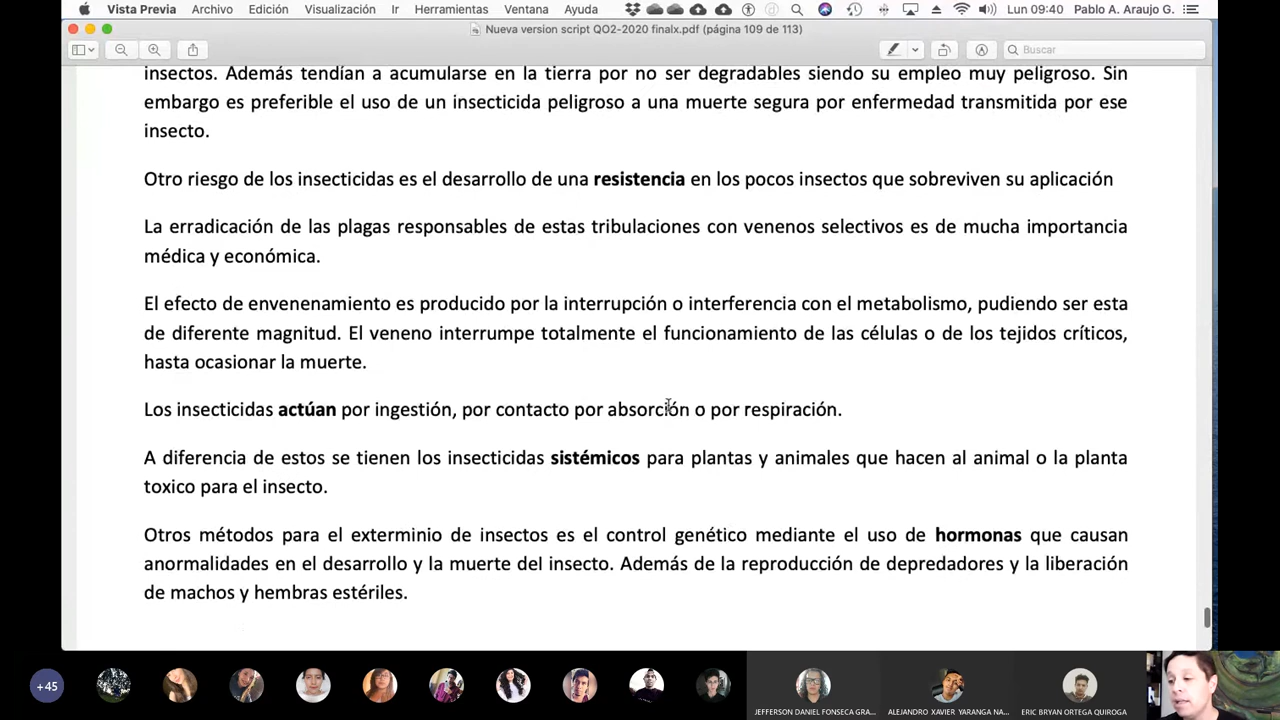 Vista Previa Archivo Edición Visualización Ir Herramientas Ventana Ayuda Lun 09:40 Pablo A. Araujo G.
Nueva version script QO2-2020 finalx.pdf (página 109 de 113)
Buscar
insectos. Además tendían a acumularse en la tierra por no ser degradables siendo su empleo muy peligroso. Sin
embargo es preferible el uso de un insecticida peligroso a una muerte segura por enfermedad transmitida por ese
insecto.
Otro riesgo de los insecticidas es el desarrollo de una resistencia en los pocos insectos que sobreviven su aplicación
La erradicación de las plagas responsables de estas tribulaciones con venenos selectivos es de mucha importancia
médica y económica.
El efecto de envenenamiento es producido por la interrupción o interferencia con el metabolismo, pudiendo ser esta
de diferente magnitud. El veneno interrumpe totalmente el funcionamiento de las células o de los tejidos críticos,
hasta ocasionar la muerte.
Los insecticidas actúan por ingestión, por contacto por absorción o por respiración.
A diferencia de estos se tienen los insecticidas sistémicos para plantas y animales que hacen al animal o la planta
toxico para el insecto.
Otros métodos para el exterminio de insectos es el control genético mediante el uso de hormonas que causan
anormalidades en el desarrollo y la muerte del insecto. Además de la reproducción de depredadores y la liberación
de machos y hembras estériles.
+45
JEFFERSON DANIEL FONSECA GRA...
ALEJANDRO XAVIER YARANGA NA...
ERIC BRYAN ORTEGA QUIROGA